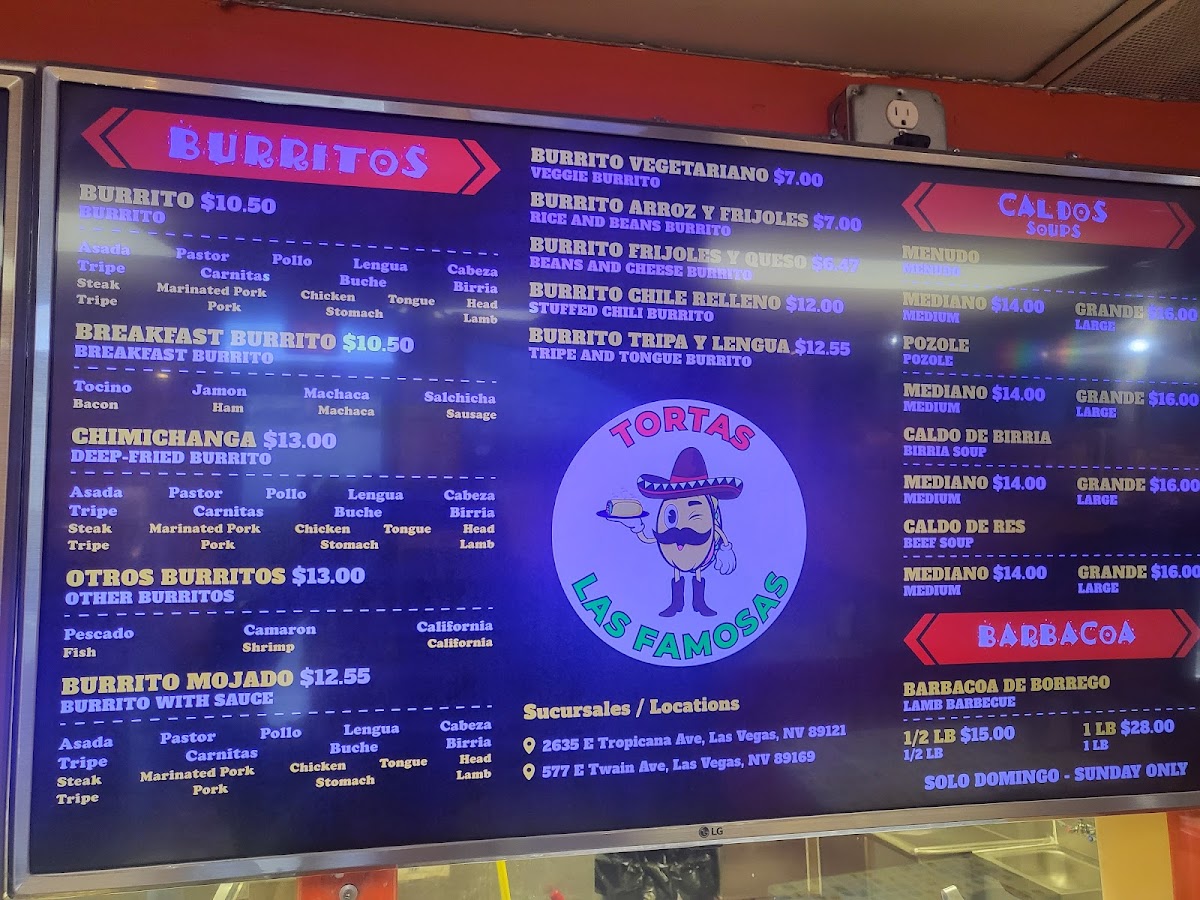 BURRITOS
BURRITO $10.50
BURRITO
Asada Pastor Pollo Lengua Cabeza
Tripe Carnitas Buche Birria
Steak Marinated Pork Chicken Tongue Head
Tripe Pork Stomach Lamb
BREAKFAST BURRITO $10.50
BREAKFAST BURRITO
Tocino Jamon Machaca Salchicha
Bacon Ham Machaca Sausage
CHIMICHANGA $13.00
DEEP-FRIED BURRITO
Asada Pastor Pollo Lengua Cabeza
Tripe Carnitas Buche Birria
Steak Marinated Pork Chicken Tongue Head
Tripe Pork Stomach Lamb
OTROS BURRITOS $13.00
OTHER BURRITOS
Pescado Camaron California
Fish Shrimp California
BURRITO MOJADO $12.55
BURRITO WITH SAUCE
Asada Pastor Pollo Lengua Cabeza
Tripe Carnitas Buche Birria
Steak Marinated Pork Chicken Tongue Head
Tripe Pork Stomach Lamb
BURRITO VEGETARIANO $7.00
VEGGIE BURRITO
BURRITO ARROZ Y FRIJOLES $7.00
RICE AND BEANS BURRITO
BURRITO FRIJOLES Y QUESO $6.47
BEANS AND CHEESE BURRITO
BURRITO CHILE RELLENO $12.00
STUFFED CHILI BURRITO
BURRITO TRIPA Y LENGUA $12.55
TRIPE AND TONGUE BURRITO
TORTAS
LAS FAMOSAS
Sucursales / Locations
2635 E Tropicana Ave, Las Vegas, NV 89121
577 E Twain Ave, Las Vegas, NV 89169
CALDOS
SOUPS
MENUDO
MENUDO
MEDIANO $14.00 GRANDE $16.00
MEDIUM LARGE
POZOLE
POZOLE
MEDIANO $14.00 GRANDE $16.00
MEDIUM LARGE
CALDO DE BIRRIA
BIRRIA SOUP
MEDIANO $14.00 GRANDE $16.00
MEDIUM LARGE
CALDO DE RES
BEEF SOUP
MEDIANO $14.00 GRANDE $16.00
MEDIUM LARGE
BARBACOA
BARBACOA DE BORREGO
LAMB BARBECUE
1/2 LB $15.00 1 LB $28.00
1/2 LB 1 LB
SOLO DOMINGO - SUNDAY ONLY
LG